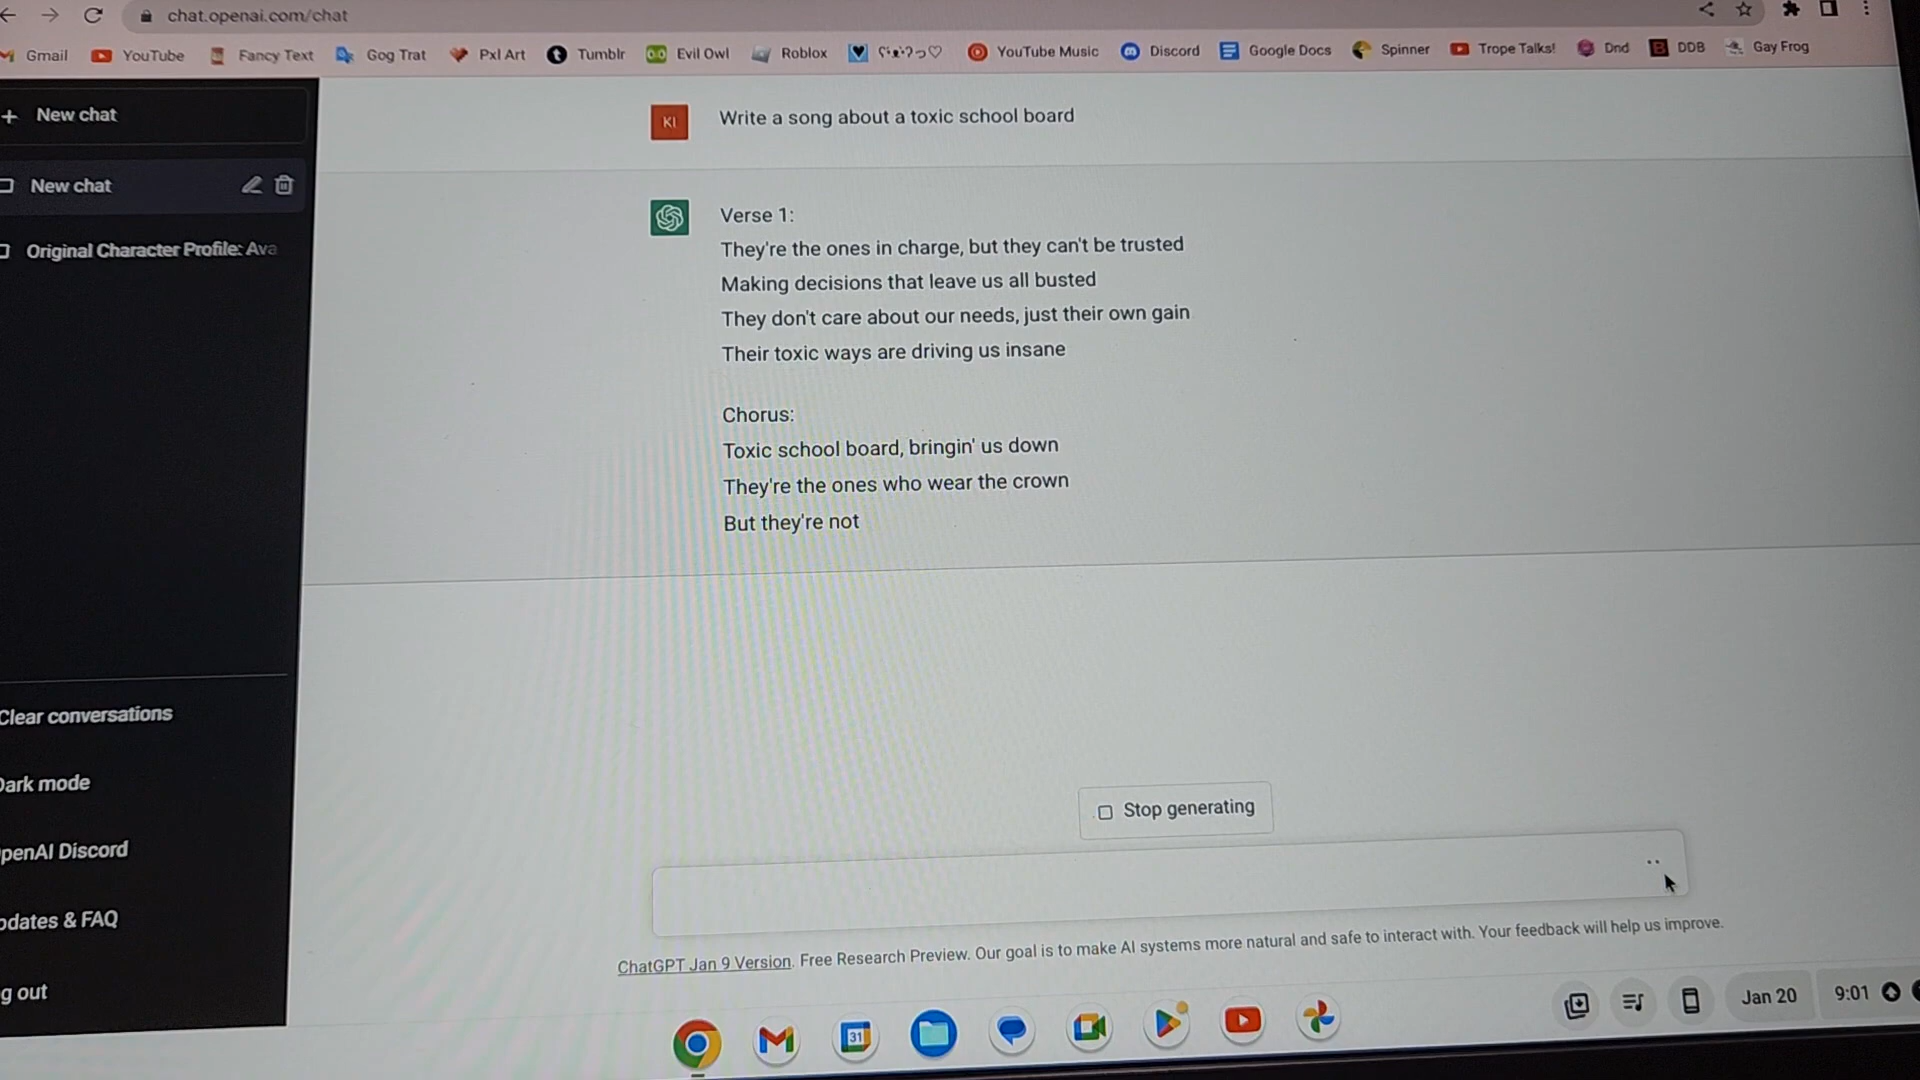 chat.openai.com/chat
Gmail YouTube Fancy Text Gog Trat Pxl Art Tumblr Evil Owl Roblox YouTube Music Discord Google Docs Spinner Trope Talks! Dnd DDB Gay Frog
+ New chat
New chat
Original Character Profile: Ava
Clear conversations
Dark mode
penAI Discord
pdates & FAQ
g out
KI
Write a song about a toxic school board
Verse 1:
They're the ones in charge, but they can't be trusted
Making decisions that leave us all busted
They don't care about our needs, just their own gain
Their toxic ways are driving us insane
Chorus:
Toxic school board, bringin' us down
They're the ones who wear the crown
But they're not
Stop generating
ChatGPT Jan 9 Version. Free Research Preview. Our goal is to make AI systems more natural and safe to interact with. Your feedback will help us improve.
31
Jan 20
9:01